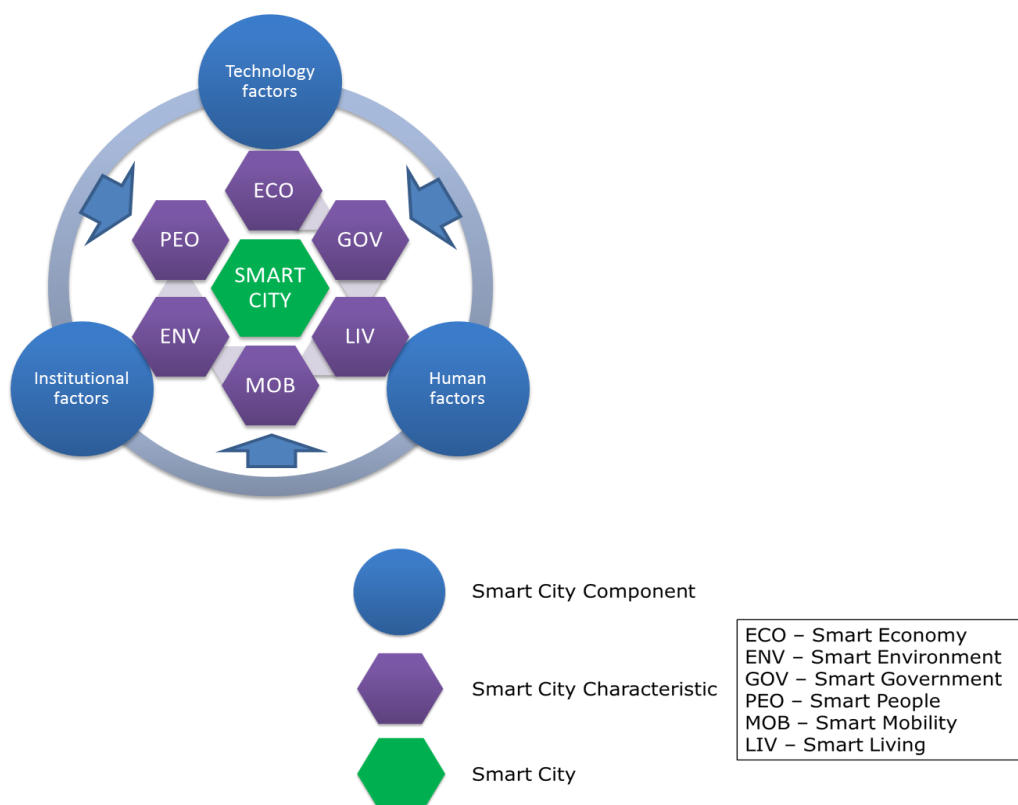 Technology
factors
ECO
PEO
GOV
SMART
CITY
ENV
LIV
MOB
Institutional
factors
Human
factors
Smart City Component
Smart City Characteristic
Smart City
ECO – Smart Economy
ENV – Smart Environment
GOV – Smart Government
PEO – Smart People
MOB – Smart Mobility
LIV – Smart Living